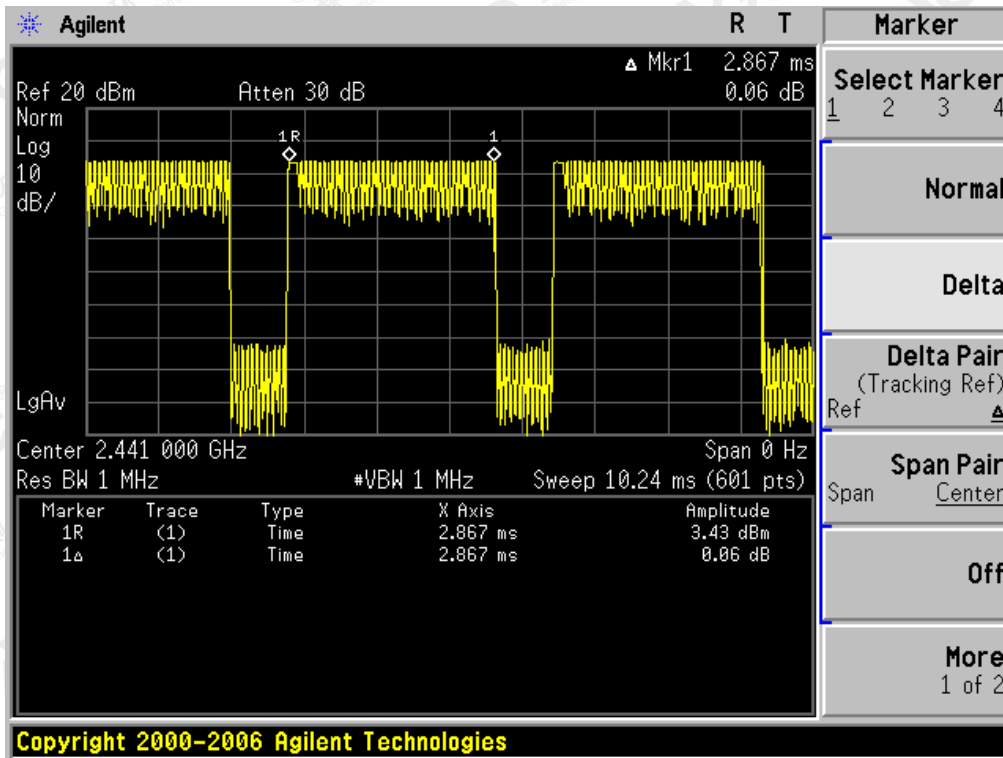 Agilent R T
Marker
△ Mkr1 2.867 ms
Ref 20 dBm Atten 30 dB 0.06 dB
Norm
Log
10
dB/
1R 1
LgAv
Center 2.441 000 GHz Span 0 Hz
Res BW 1 MHz #VBW 1 MHz Sweep 10.24 ms (601 pts)
Marker Trace Type X Axis Amplitude
1R (1) Time 2.867 ms 3.43 dBm
1△ (1) Time 2.867 ms 0.06 dB
Select Marker
1 2 3 4
Normal
Delta
Delta Pair
(Tracking Ref)
Ref △
Span Pair
Span Center
Off
More
1 of 2
Copyright 2000-2006 Agilent Technologies